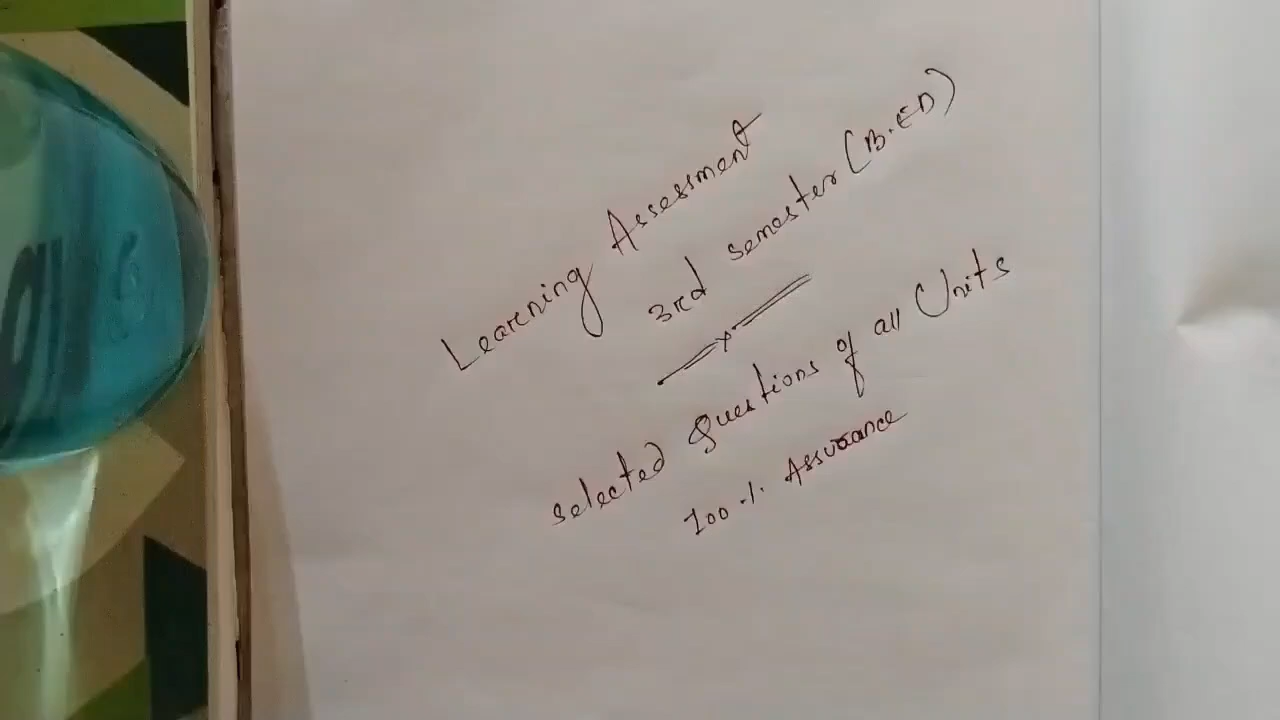 Learning Assessment
3rd semester (B.ED)
selected questions of all Units
100 % Assurance